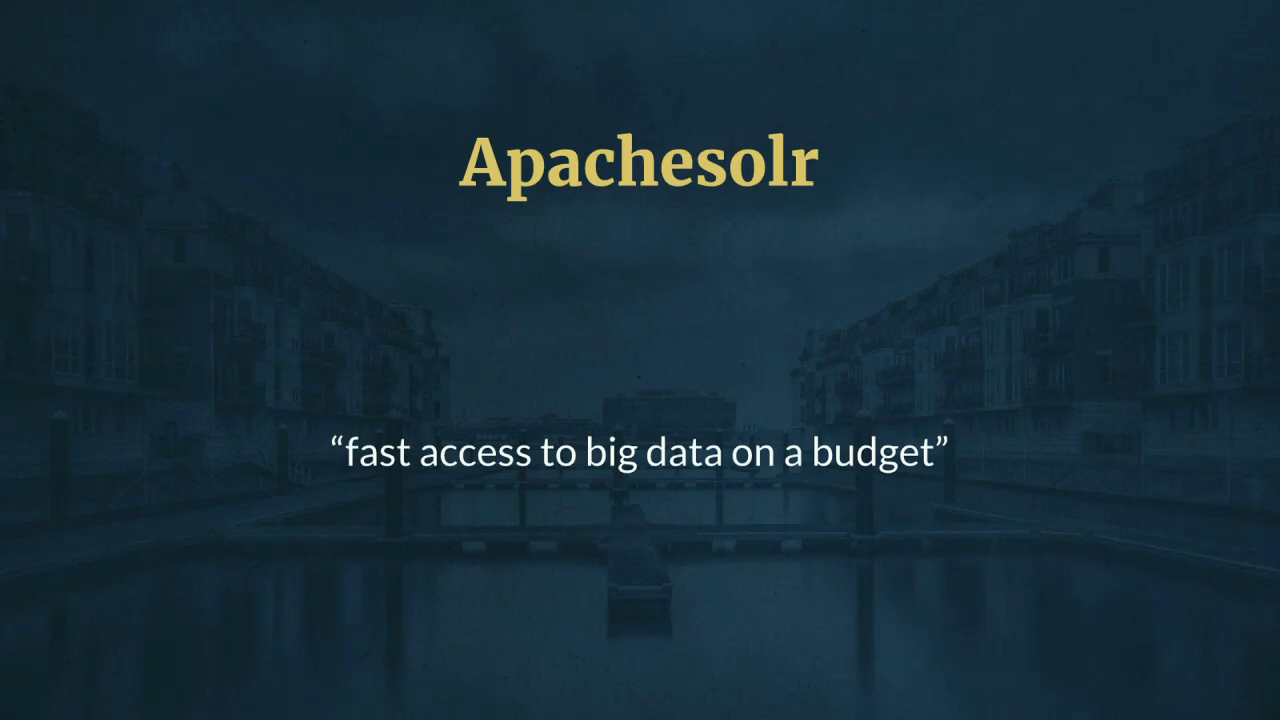 Apachesolr
“fast access to big data on a budget”